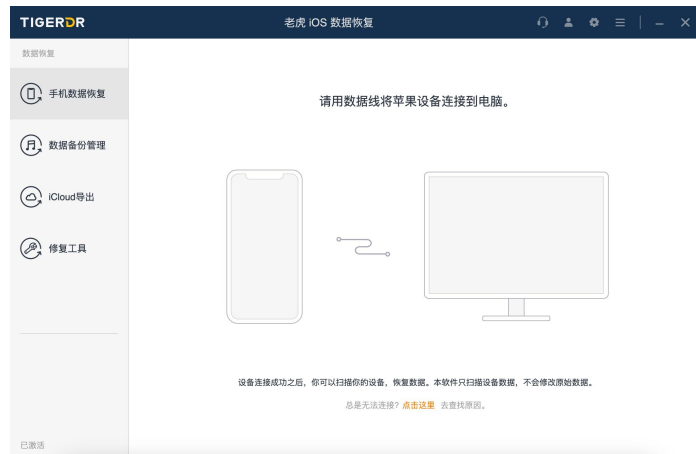 TIGERDR
老虎 iOS 数据恢复
数据恢复
手机数据恢复
数据备份管理
iCloud导出
修复工具
已激活
请用数据线将苹果设备连接到电脑。
设备连接成功之后，你可以扫描你的设备，恢复数据。本软件只扫描设备数据，不会修改原始数据。
总是无法连接? 点击这里 去查找原因。